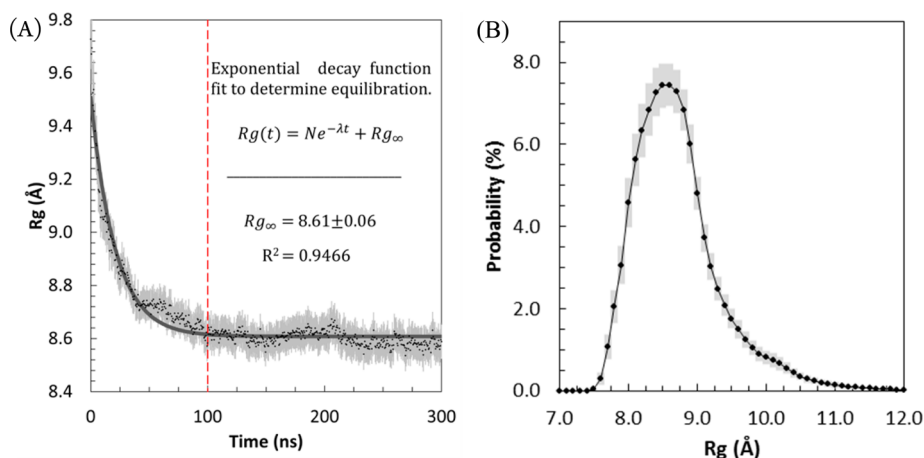 (A)
9.8
9.6
9.4
9.2
9.0
8.8
8.6
8.4
Rg (Å)
0
100
200
300
Time (ns)
Exponential decay function
fit to determine equilibration.
Rg(t) = Ne^{-λt} + Rg∞
Rg∞ = 8.61±0.06
R² = 0.9466
(B)
8.0
6.0
4.0
2.0
0.0
Probability (%)
7.0
8.0
9.0
10.0
11.0
12.0
Rg (Å)